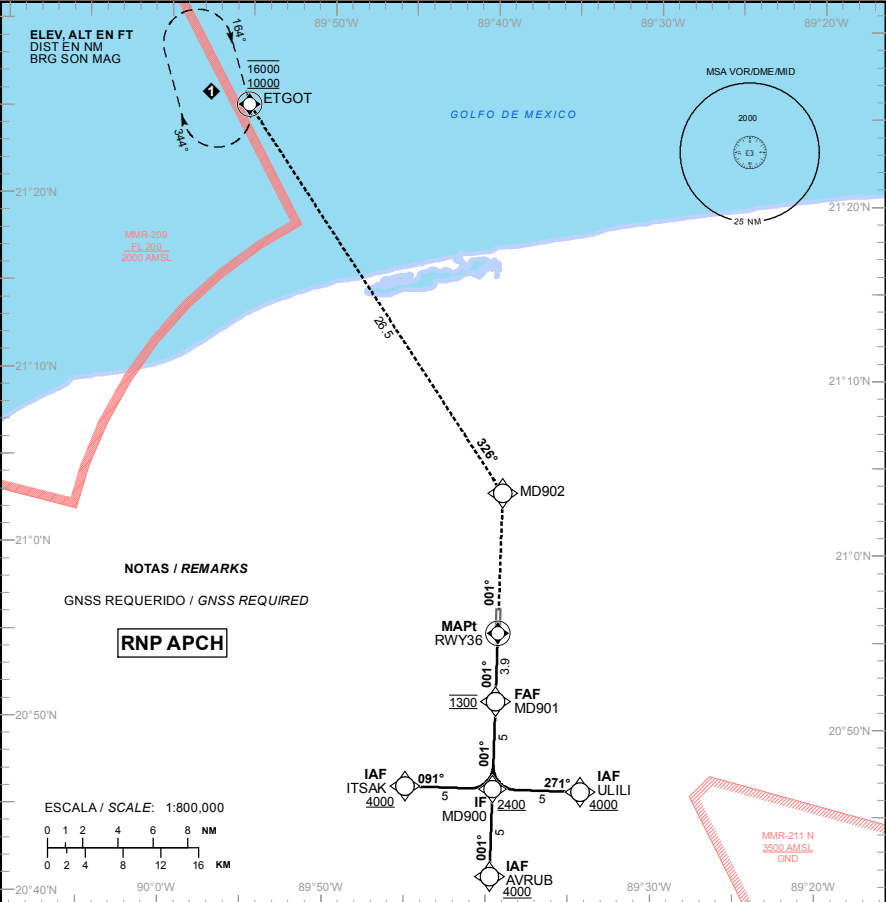 89°50'W
89°40'W
89°30'W
89°20'W
ELEV, ALT EN FT
DIST EN NM
BRG SON MAG
164°
16000
10000
ETGOT
1
344°
GOLFO DE MEXICO
MSA VOR/DME/MID
2000
25 NM
21°20'N
21°20'N
MMR-209
FL 200
2000 AMSL
26.5
21°10'N
21°10'N
326°
MD902
21°0'N
21°0'N
NOTAS / REMARKS
GNSS REQUERIDO / GNSS REQUIRED
RNP APCH
001°
MAPt
RWY36
001°
3.9
1300
FAF
MD901
20°50'N
20°50'N
001°
5
IAF
ITSAK
4000
091°
5
IF
MD900
2400
271°
5
IAF
ULILI
4000
001°
5
IAF
AVRUB
4000
ESCALA / SCALE: 1:800,000
0 1 2 4 6 8 NM
0 2 4 8 12 16 KM
MMR-211 N
3500 AMSL
GND
20°40'N
90°0'W
89°50'W
89°30'W
89°20'W